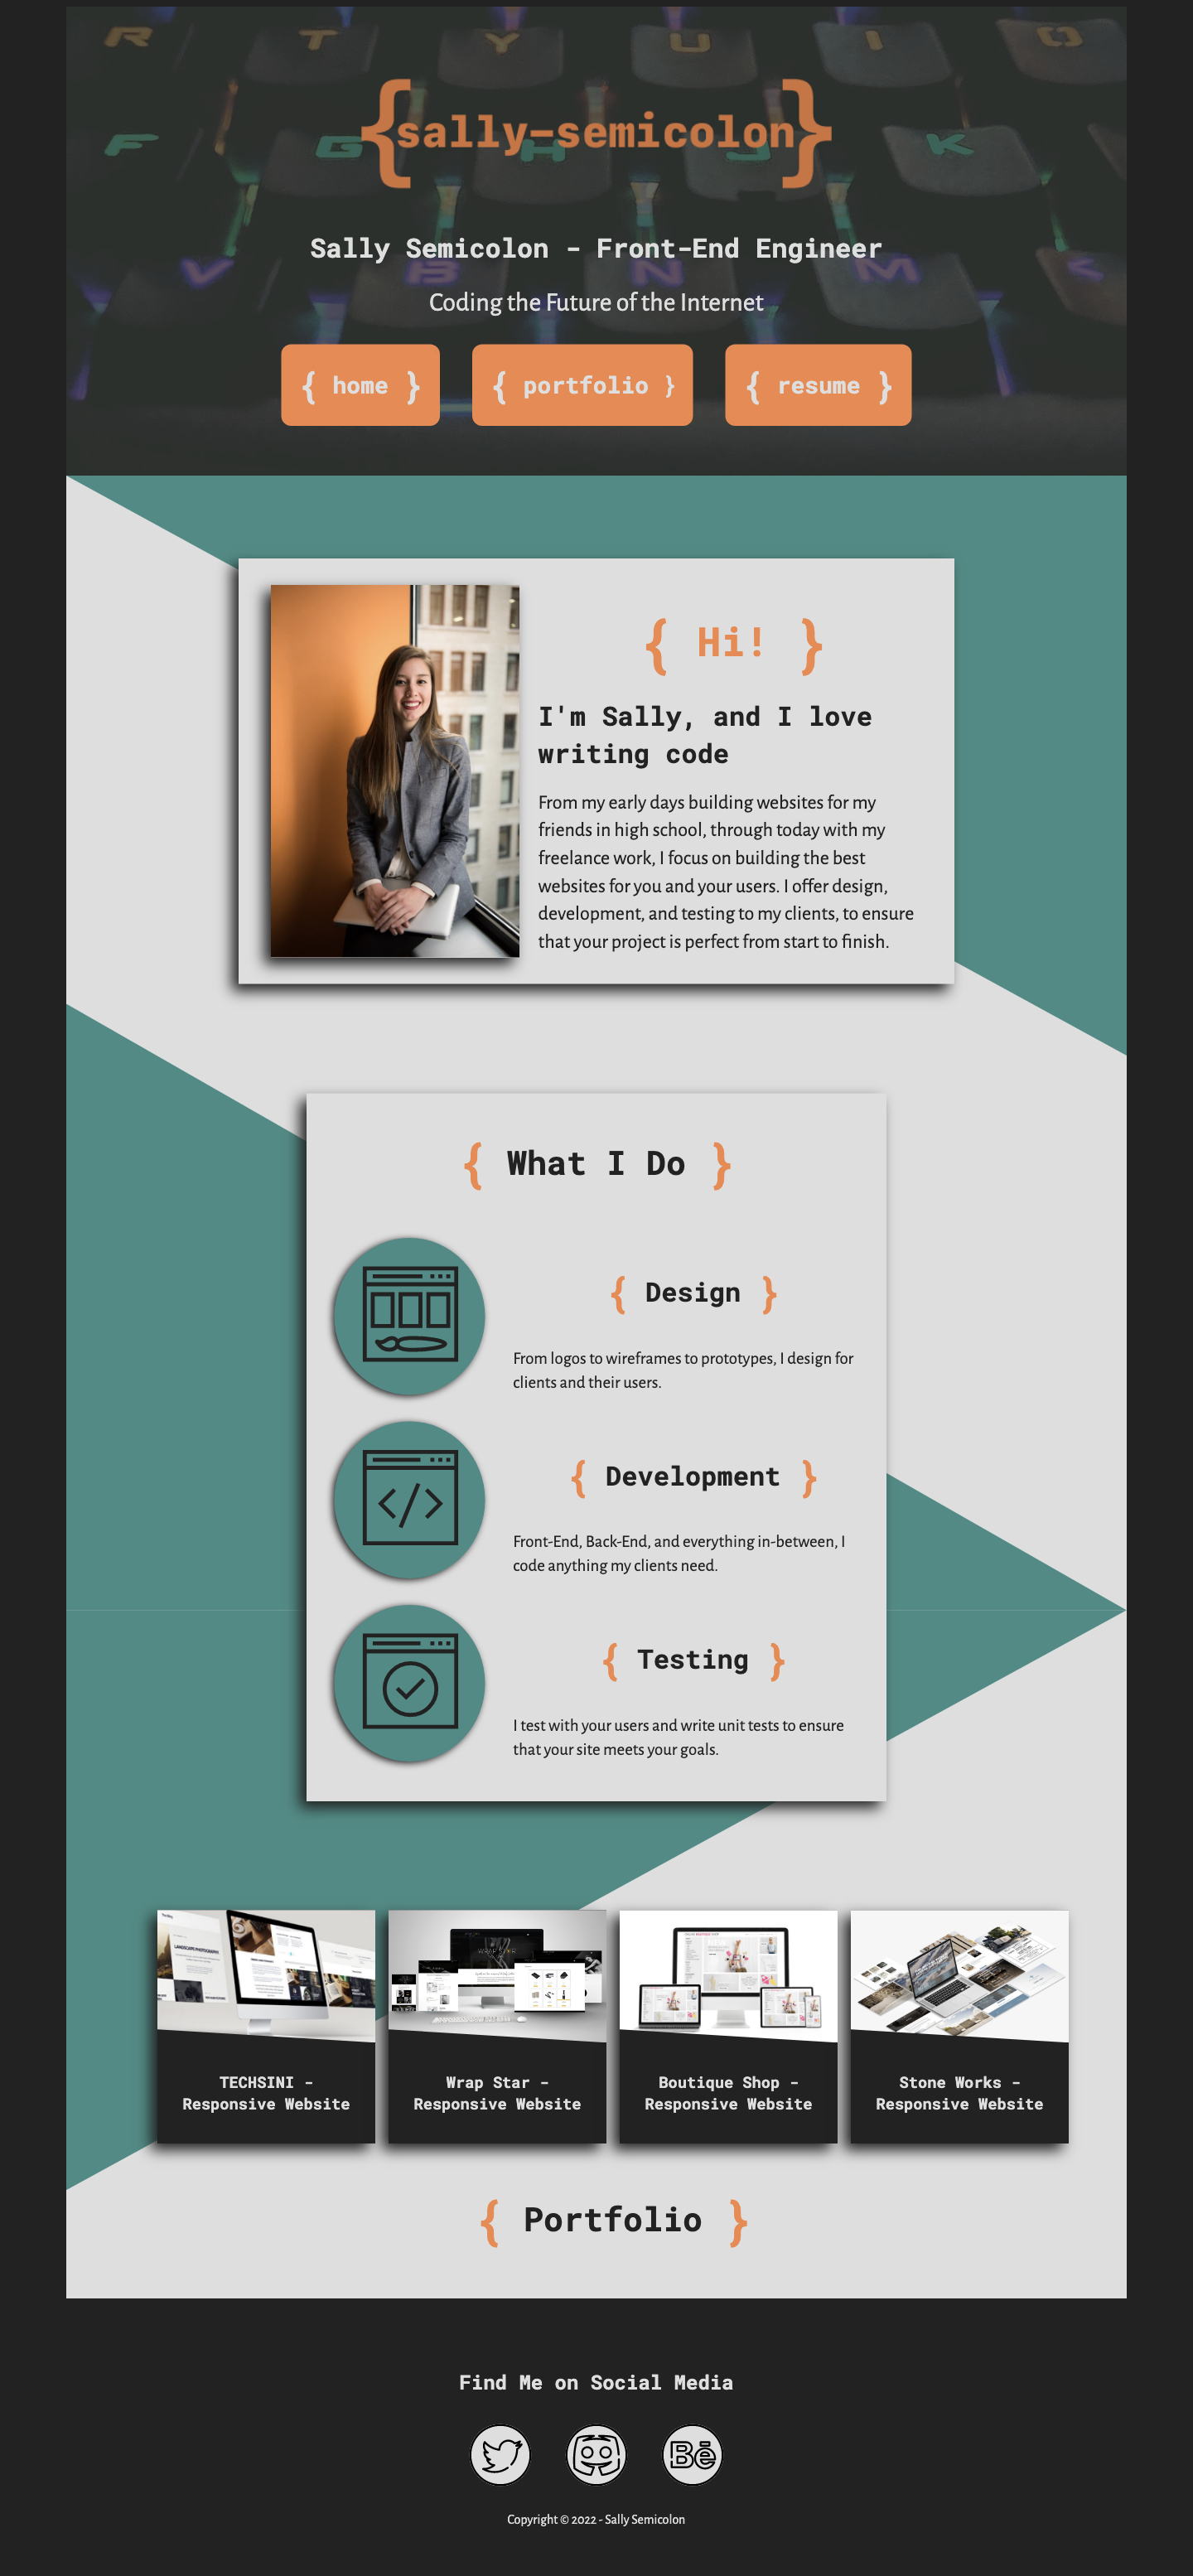 R T Y U I O
{sally-semicolon}
F G H J K
Sally Semicolon - Front-End Engineer
V B N M <
Coding the Future of the Internet
{ home } { portfolio } { resume }
{ Hi! }
I'm Sally, and I love
writing code
From my early days building websites for my
friends in high school, through today with my
freelance work, I focus on building the best
websites for you and your users. I offer design,
development, and testing to my clients, to ensure
that your project is perfect from start to finish.
{ What I Do }
{ Design }
From logos to wireframes to prototypes, I design for
clients and their users.
{ Development }
</>
Front-End, Back-End, and everything in-between, I
code anything my clients need.
{ Testing }
I test with your users and write unit tests to ensure
that your site meets your goals.
TECHSINI -
Responsive Website
Wrap Star -
Responsive Website
Boutique Shop -
Responsive Website
Stone Works -
Responsive Website
{ Portfolio }
Find Me on Social Media
Bē
Copyright © 2022 - Sally Semicolon